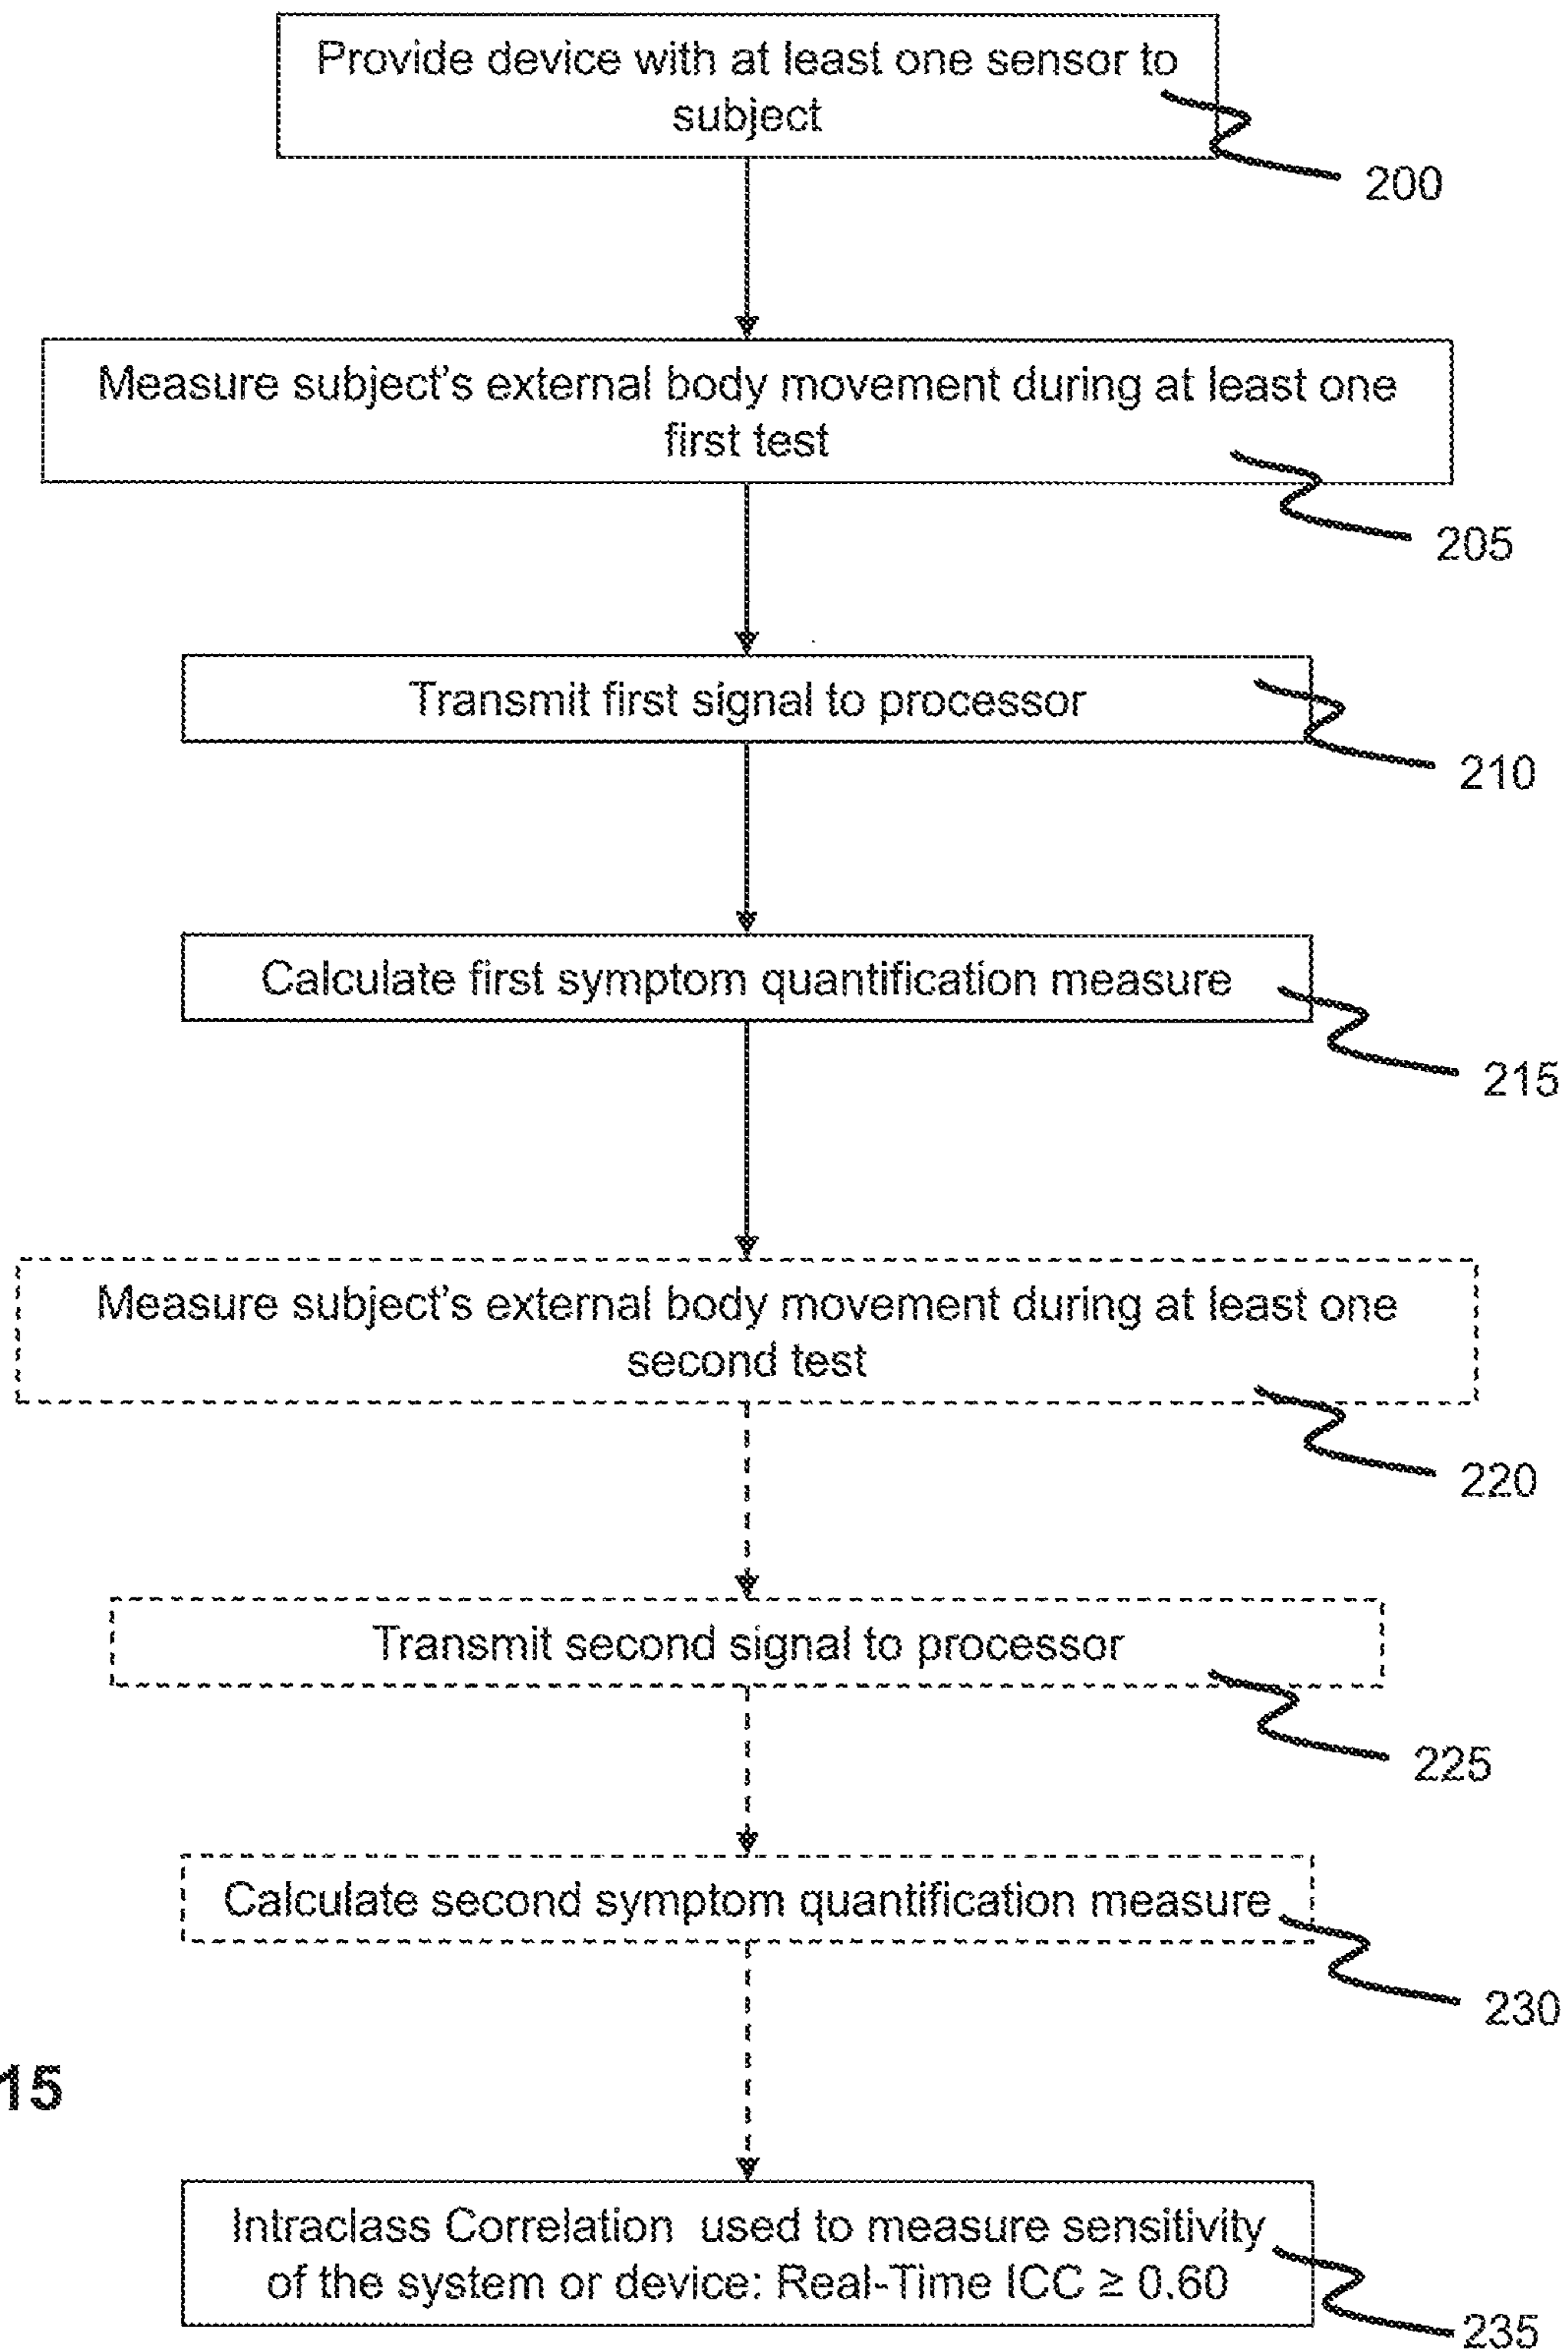 Provide device with at least one sensor to
subject
200
Measure subject's external body movement during at least one
first test
205
Transmit first signal to processor
210
Calculate first symptom quantification measure
215
Measure subject's external body movement during at least one
second test
220
Transmit second signal to processor
225
Calculate second symptom quantification measure
230
15
Intraclass Correlation used to measure sensitivity
of the system or device: Real-Time ICC ≥ 0.60
235